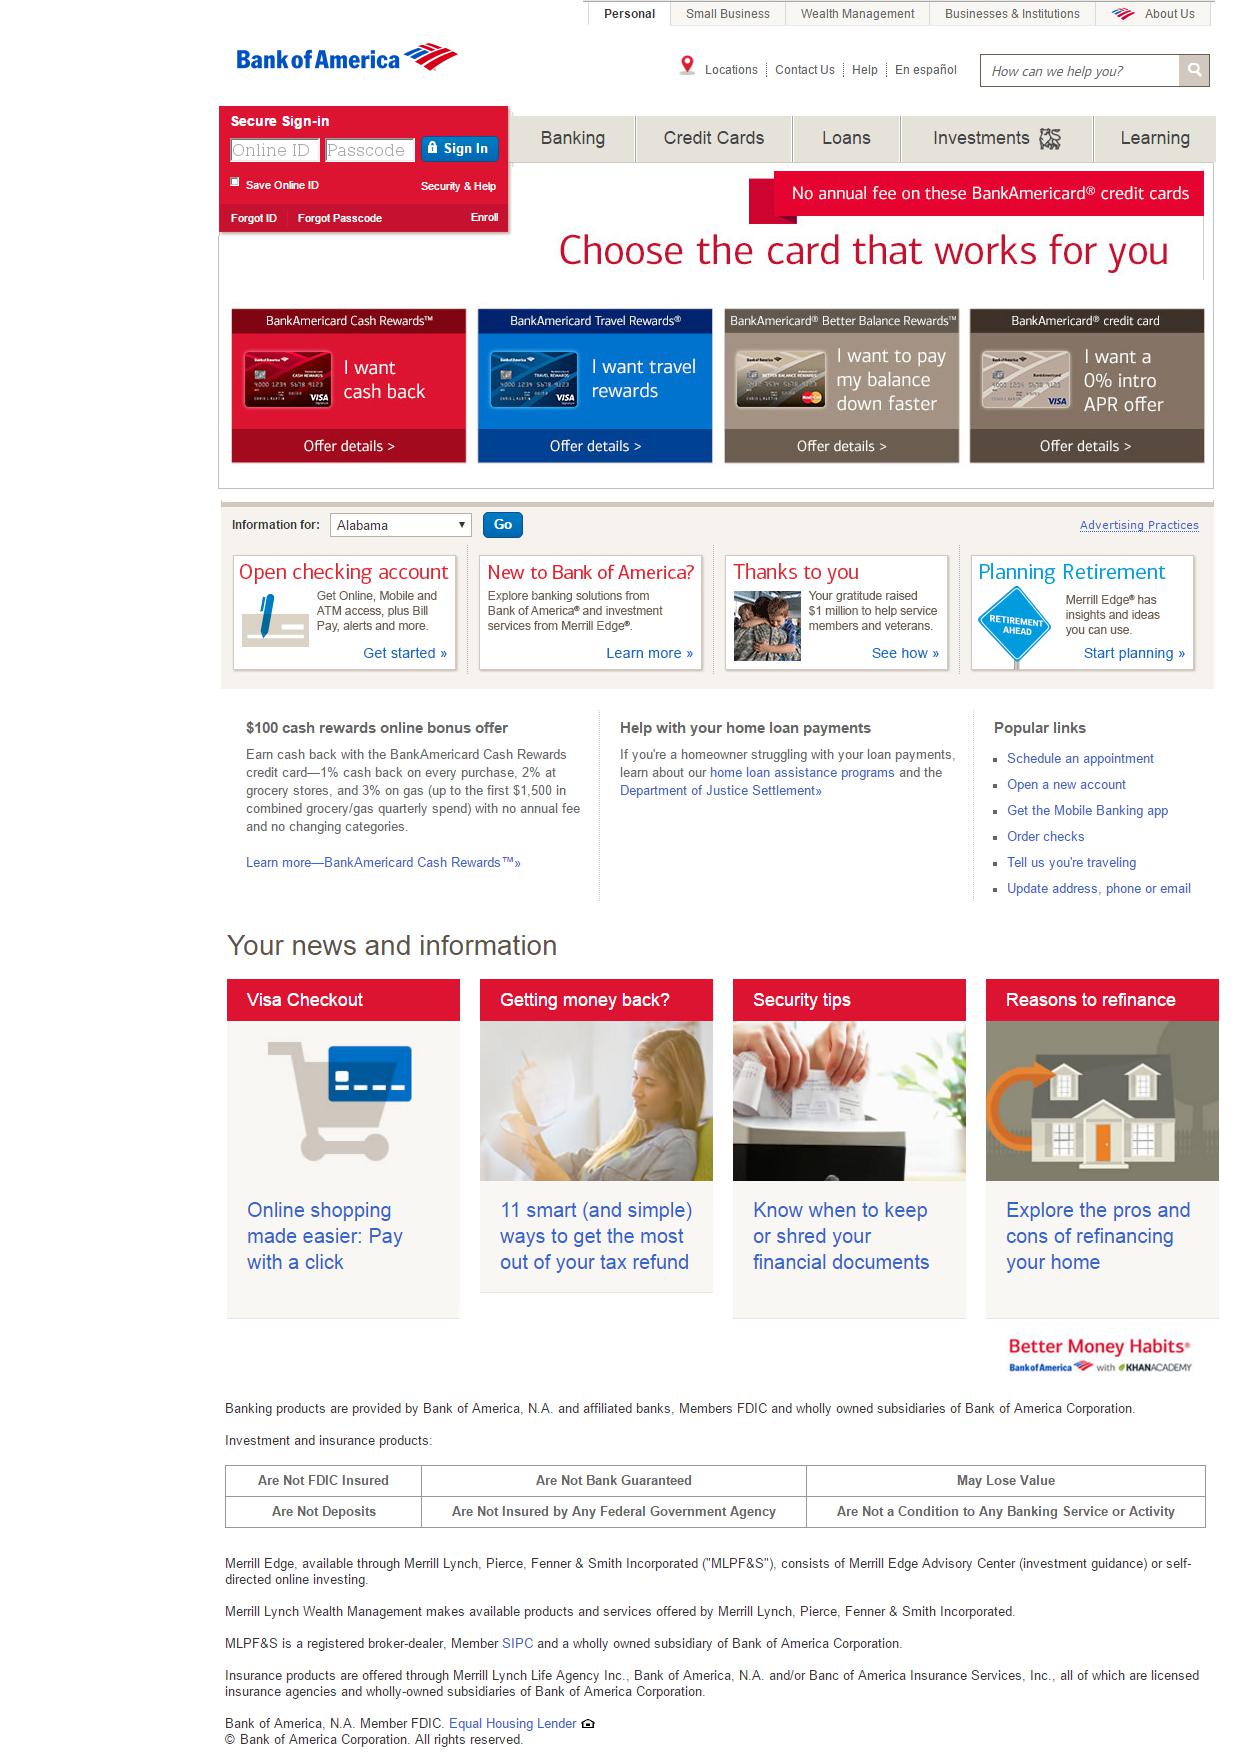 Personal
Small Business
Wealth Management
Businesses & Institutions
About Us
Bank of America
Locations
Contact Us
Help
En español
How can we help you?
Secure Sign-in
Online ID
Passcode
Sign In
Save Online ID
Security & Help
Forgot ID
Forgot Passcode
Enroll
Banking
Credit Cards
Loans
Investments
Learning
No annual fee on these BankAmericard® credit cards
Choose the card that works for you
BankAmericard Cash Rewards™
I want
cash back
Offer details >
BankAmericard Travel Rewards®
I want travel
rewards
Offer details >
BankAmericard® Better Balance Rewards™
I want to pay
my balance
down faster
Offer details >
BankAmericard® credit card
I want a
0% intro
APR offer
Offer details >
Information for:
Alabama
Go
Advertising Practices
Open checking account
Get Online, Mobile and
ATM access, plus Bill
Pay, alerts and more.
Get started »
New to Bank of America?
Explore banking solutions from
Bank of America® and investment
services from Merrill Edge®.
Learn more »
Thanks to you
Your gratitude raised
$1 million to help service
members and veterans.
See how »
Planning Retirement
RETIREMENT
AHEAD
Merrill Edge® has
insights and ideas
you can use.
Start planning »
$100 cash rewards online bonus offer
Earn cash back with the BankAmericard Cash Rewards
credit card—1% cash back on every purchase, 2% at
grocery stores, and 3% on gas (up to the first $1,500 in
combined grocery/gas quarterly spend) with no annual fee
and no changing categories.
Learn more—BankAmericard Cash Rewards™»
Help with your home loan payments
If you're a homeowner struggling with your loan payments,
learn about our home loan assistance programs and the
Department of Justice Settlement»
Popular links
Schedule an appointment
Open a new account
Get the Mobile Banking app
Order checks
Tell us you're traveling
Update address, phone or email
Your news and information
Visa Checkout
Online shopping
made easier: Pay
with a click
Getting money back?
11 smart (and simple)
ways to get the most
out of your tax refund
Security tips
Know when to keep
or shred your
financial documents
Reasons to refinance
Explore the pros and
cons of refinancing
your home
Better Money Habits®
Bank of America with KHANACADEMY
Banking products are provided by Bank of America, N.A. and affiliated banks, Members FDIC and wholly owned subsidiaries of Bank of America Corporation.
Investment and insurance products:
Are Not FDIC Insured
Are Not Bank Guaranteed
May Lose Value
Are Not Deposits
Are Not Insured by Any Federal Government Agency
Are Not a Condition to Any Banking Service or Activity
Merrill Edge, available through Merrill Lynch, Pierce, Fenner & Smith Incorporated ("MLPF&S"), consists of Merrill Edge Advisory Center (investment guidance) or self-
directed online investing.
Merrill Lynch Wealth Management makes available products and services offered by Merrill Lynch, Pierce, Fenner & Smith Incorporated.
MLPF&S is a registered broker-dealer, Member SIPC and a wholly owned subsidiary of Bank of America Corporation.
Insurance products are offered through Merrill Lynch Life Agency Inc., Bank of America, N.A. and/or Banc of America Insurance Services, Inc., all of which are licensed
insurance agencies and wholly-owned subsidiaries of Bank of America Corporation.
Bank of America, N.A. Member FDIC. Equal Housing Lender
© Bank of America Corporation. All rights reserved.